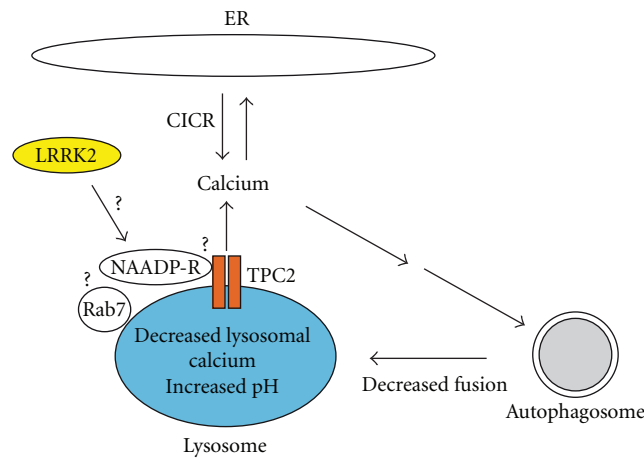 ER
CICR
LRRK2
Calcium
?
?
NAADP-R
TPC2
?
Rab7
Decreased lysosomal
calcium
Increased pH
Decreased fusion
Autophagosome
Lysosome